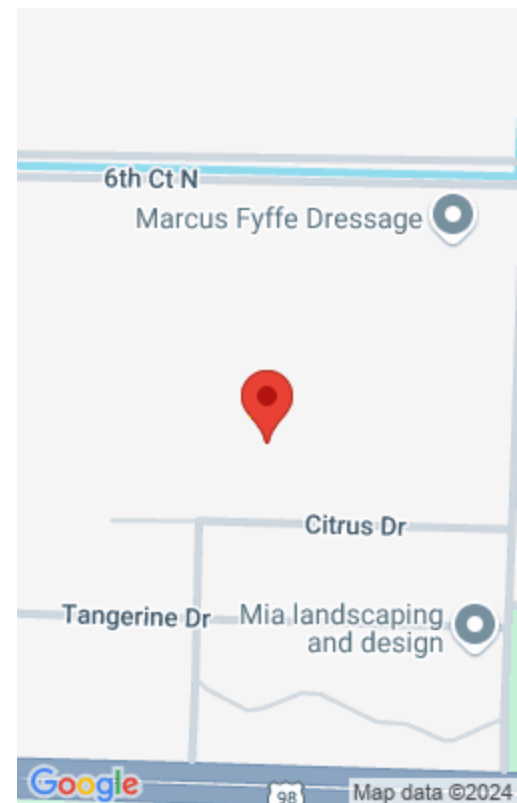 6th Ct N
Marcus Fyffe Dressage
Citrus Dr
Tangerine Dr
Mia landscaping
and design
Google
98
Map data ©2024